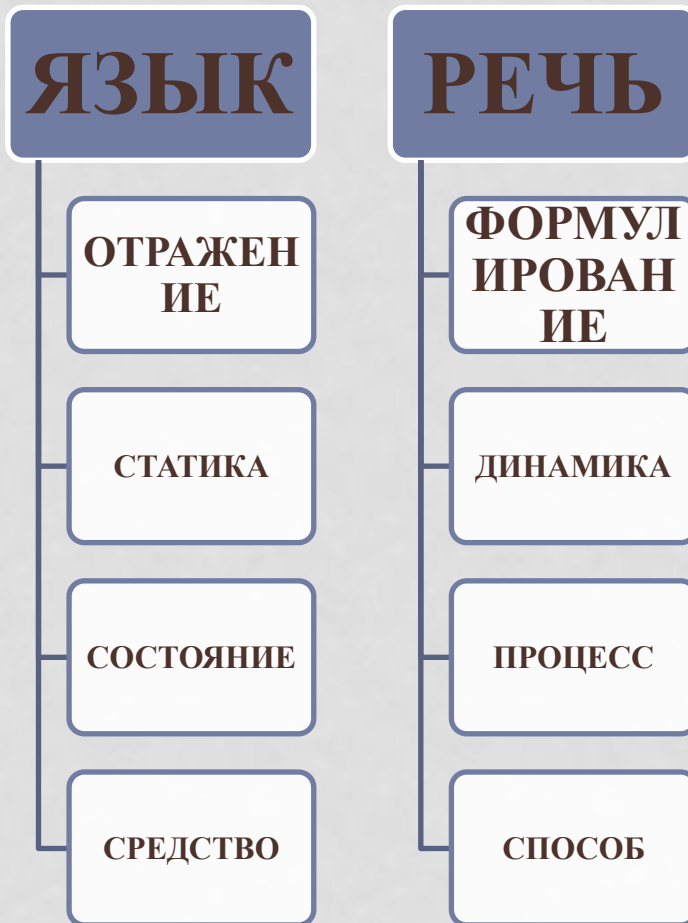 ЯЗЫК
ОТРАЖЕН
ИЕ
СТАТИКА
СОСТОЯНИЕ
СРЕДСТВО
РЕЧЬ
ФОРМУЛ
ИРОВАН
ИЕ
ДИНАМИКА
ПРОЦЕСС
СПОСОБ